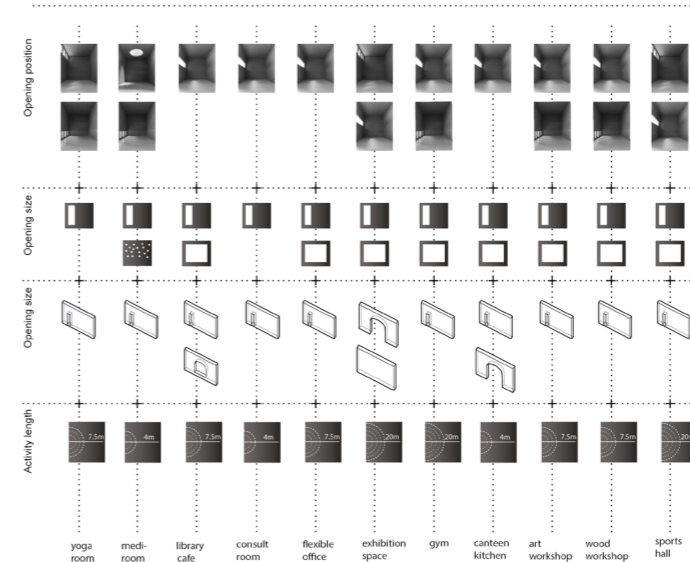 Opening position
Opening size
Opening size
Activity length
7.5m
4m
7.5m
4m
7.5m
20m
20m
4m
7.5m
7.5m
yoga
room
medi-
room
library
cafe
consult
room
flexible
office
exhibition
space
gym
canteen
kitchen
art
workshop
wood
workshop
sports
hall